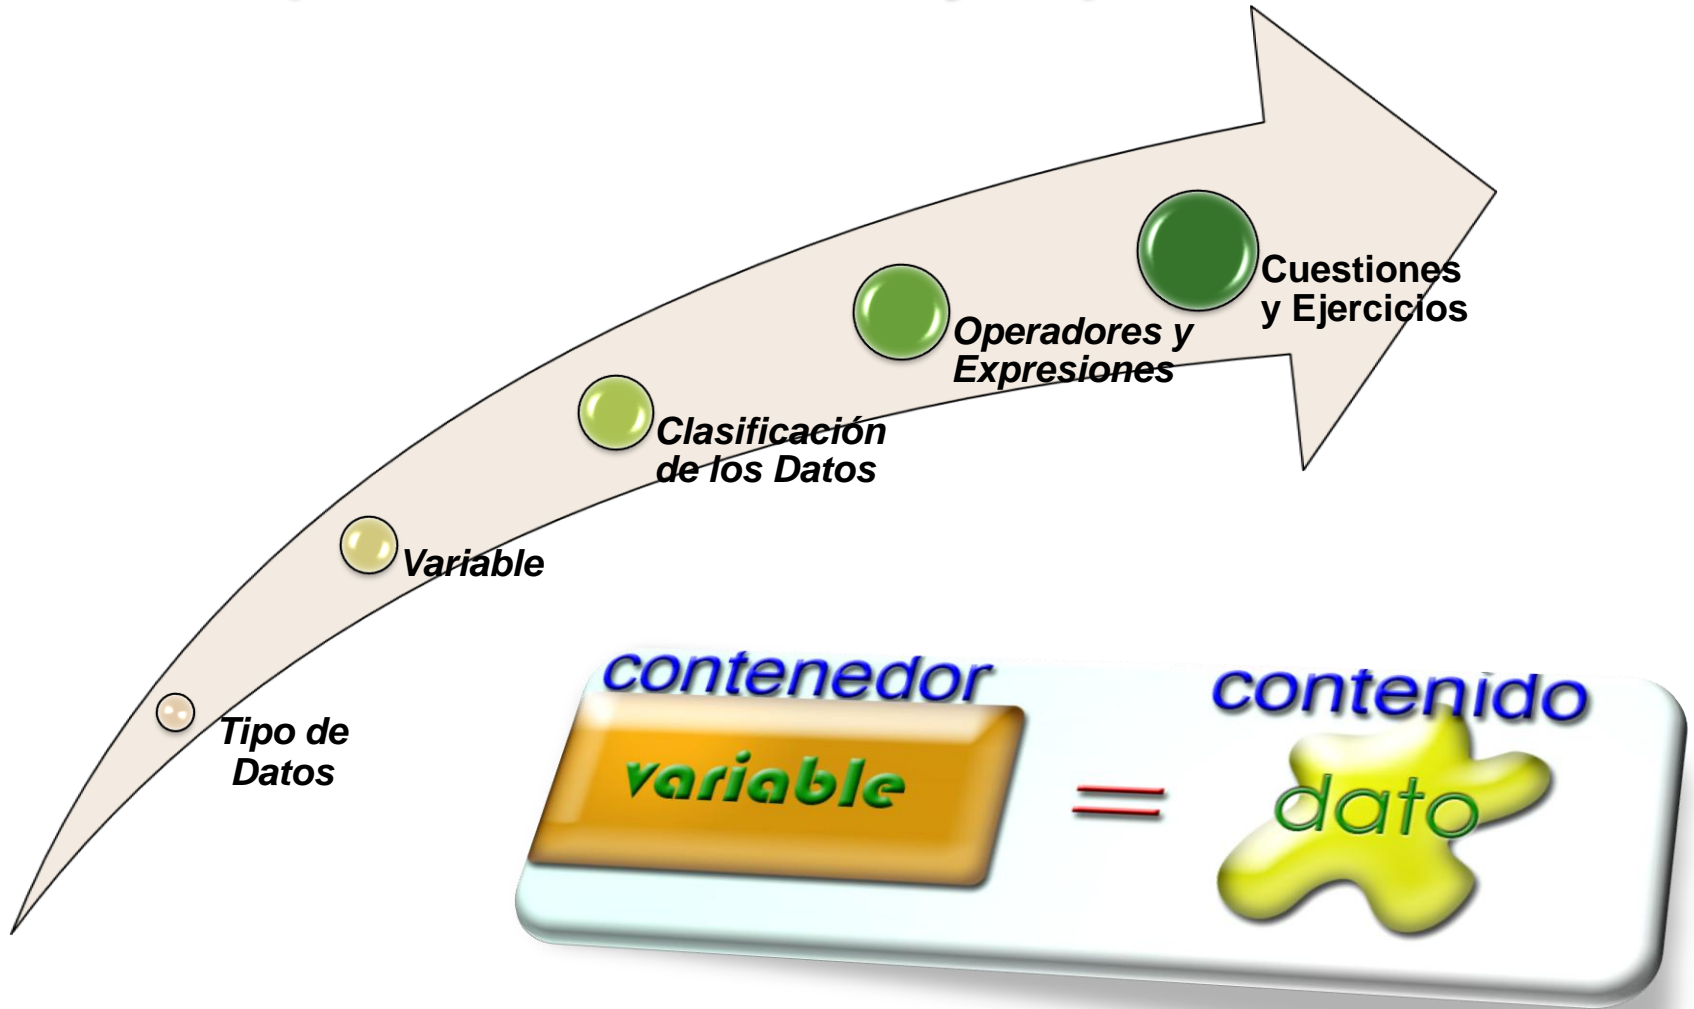 Cuestiones
y Ejercicios
Operadores y
Expresiones
Clasificación
de los Datos
Variable
Tipo de
Datos
contenedor
contenido
variable
=
dato